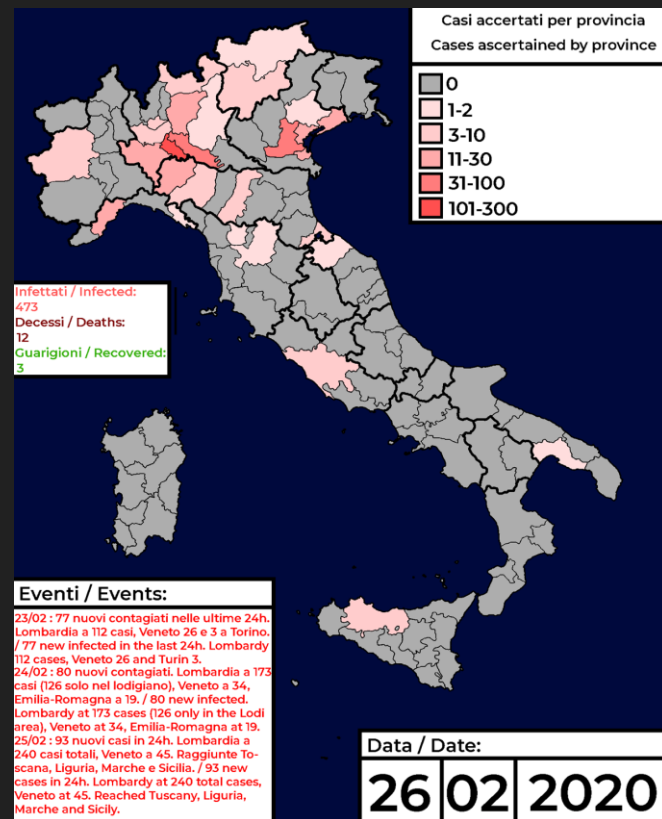 Casi accertati per provincia
Cases ascertained by province
0
1-2
3-10
11-30
31-100
101-300
Infettati / Infected:
473
Decessi / Deaths:
12
Guarigioni / Recovered:
3
Eventi / Events:
23/02 : 77 nuovi contagiati nelle ultime 24h.
Lombardia a 112 casi, Veneto 26 e 3 a Torino.
/ 77 new infected in the last 24h. Lombardy
112 cases, Veneto 26 and Turin 3.
24/02 : 80 nuovi contagiati. Lombardia a 173
casi (126 solo nel lodigiano), Veneto a 34,
Emilia-Romagna a 19. / 80 new infected.
Lombardy at 173 cases (126 only in the Lodi
area), Veneto at 34, Emilia-Romagna at 19.
25/02 : 93 nuovi casi in 24h. Lombardia a
240 casi totali, Veneto a 45. Raggiunte To-
scana, Liguria, Marche e Sicilia. / 93 new
cases in 24h. Lombardy at 240 total cases,
Veneto at 45. Reached Tuscany, Liguria,
Marche and Sicily.
Data / Date:
26 02 2020